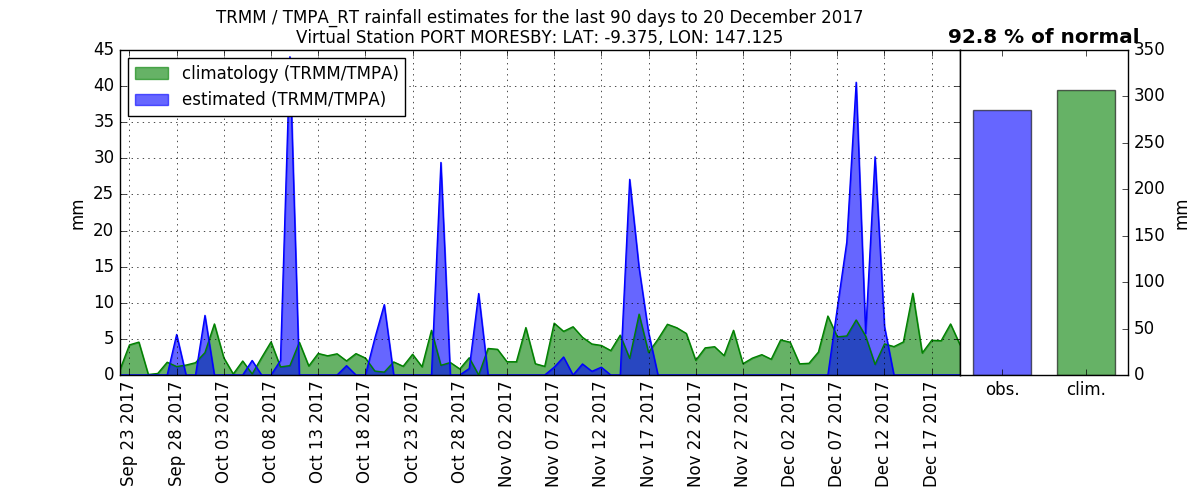 TRMM / TMPA_RT rainfall estimates for the last 90 days to 20 December 2017
Virtual Station PORT MORESBY: LAT: -9.375, LON: 147.125
92.8 % of normal
climatology (TRMM/TMPA)
estimated (TRMM/TMPA)
mm
45
40
35
30
25
20
15
10
5
0
Sep 23 2017
Sep 28 2017
Oct 03 2017
Oct 08 2017
Oct 13 2017
Oct 18 2017
Oct 23 2017
Oct 28 2017
Nov 02 2017
Nov 07 2017
Nov 12 2017
Nov 17 2017
Nov 22 2017
Nov 27 2017
Dec 02 2017
Dec 07 2017
Dec 12 2017
Dec 17 2017
350
300
250
200
150
100
50
0
mm
obs.
clim.